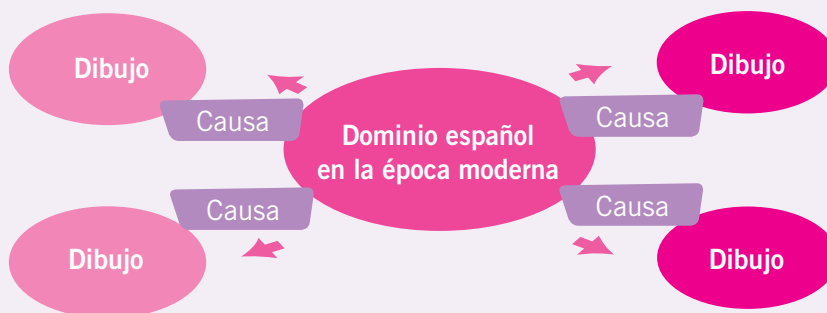 Dibujo
Dibujo
Causa
Causa
Dominio español
en la época moderna
Causa
Causa
Dibujo
Dibujo